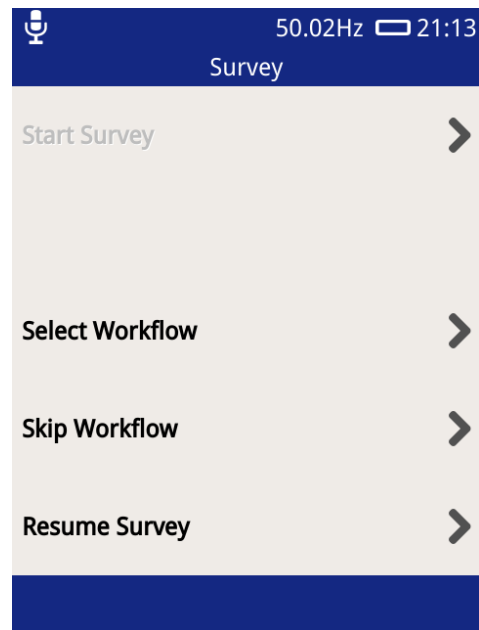 50.02Hz 21:13
Survey
Start Survey
Select Workflow
Skip Workflow
Resume Survey